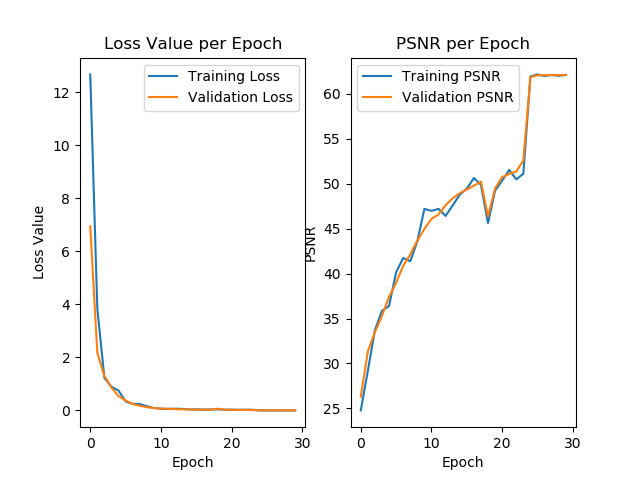 Loss Value per Epoch
Training Loss
Validation Loss
12
10
8
6
4
2
0
Loss Value
0
10
20
30
Epoch
PSNR per Epoch
Training PSNR
Validation PSNR
60
55
50
45
40
35
30
25
PSNR
0
10
20
30
Epoch